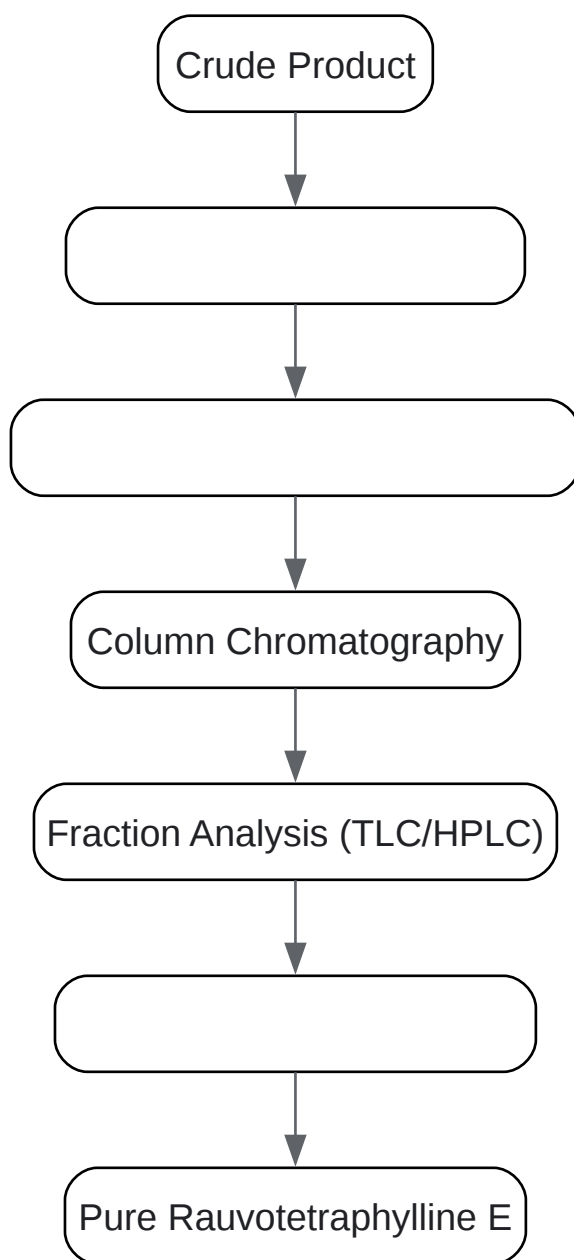 Crude Product
Column Chromatography
Fraction Analysis (TLC/HPLC)
Pure Rauvotetraphylline E